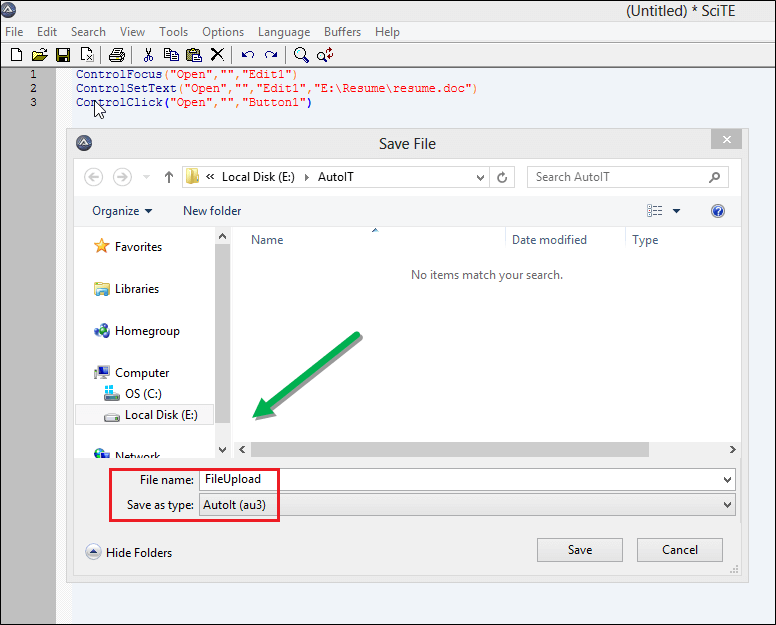 (Untitled) * SciTE
File Edit Search View Tools Options Language Buffers Help
1 ControlFocus("Open","","Edit1")
2 ControlSetText("Open","","Edit1","E:\Resume\resume.doc")
3 ControlClick("Open","","Button1")
Save File
« Local Disk (E:) AutoIT Search AutoIT
Organize New folder
Name Date modified Type
No items match your search.
Favorites
Libraries
Homegroup
Computer
OS (C:)
Local Disk (E:)
Network
File name: FileUpload
Save as type: AutoIt (au3)
Hide Folders Save Cancel